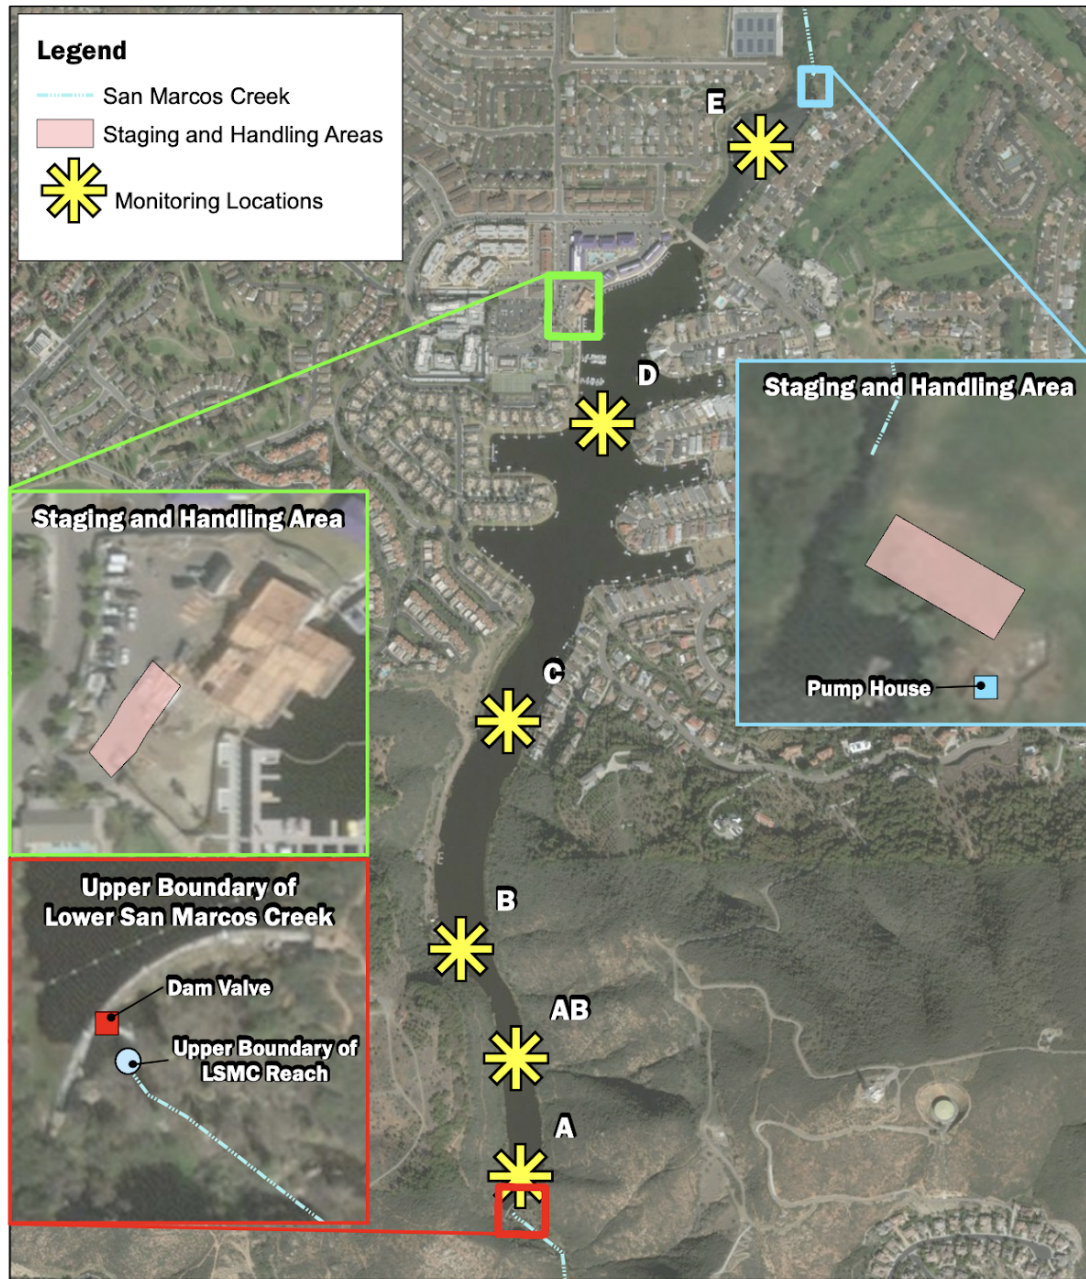 Legend
San Marcos Creek
Staging and Handling Areas
Monitoring Locations
E
D
Staging and Handling Area
Pump House
Staging and Handling Area
C
Upper Boundary of
Lower San Marcos Creek
Dam Valve
Upper Boundary of
LSMC Reach
B
AB
A